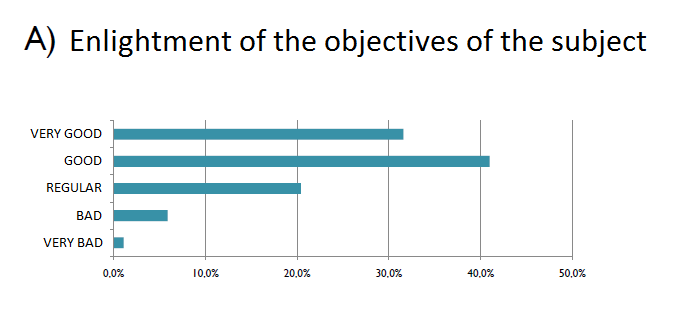 A) Enlightment of the objectives of the subject
VERY GOOD
GOOD
REGULAR
BAD
VERY BAD
0,0% 10,0% 20,0% 30,0% 40,0% 50,0%